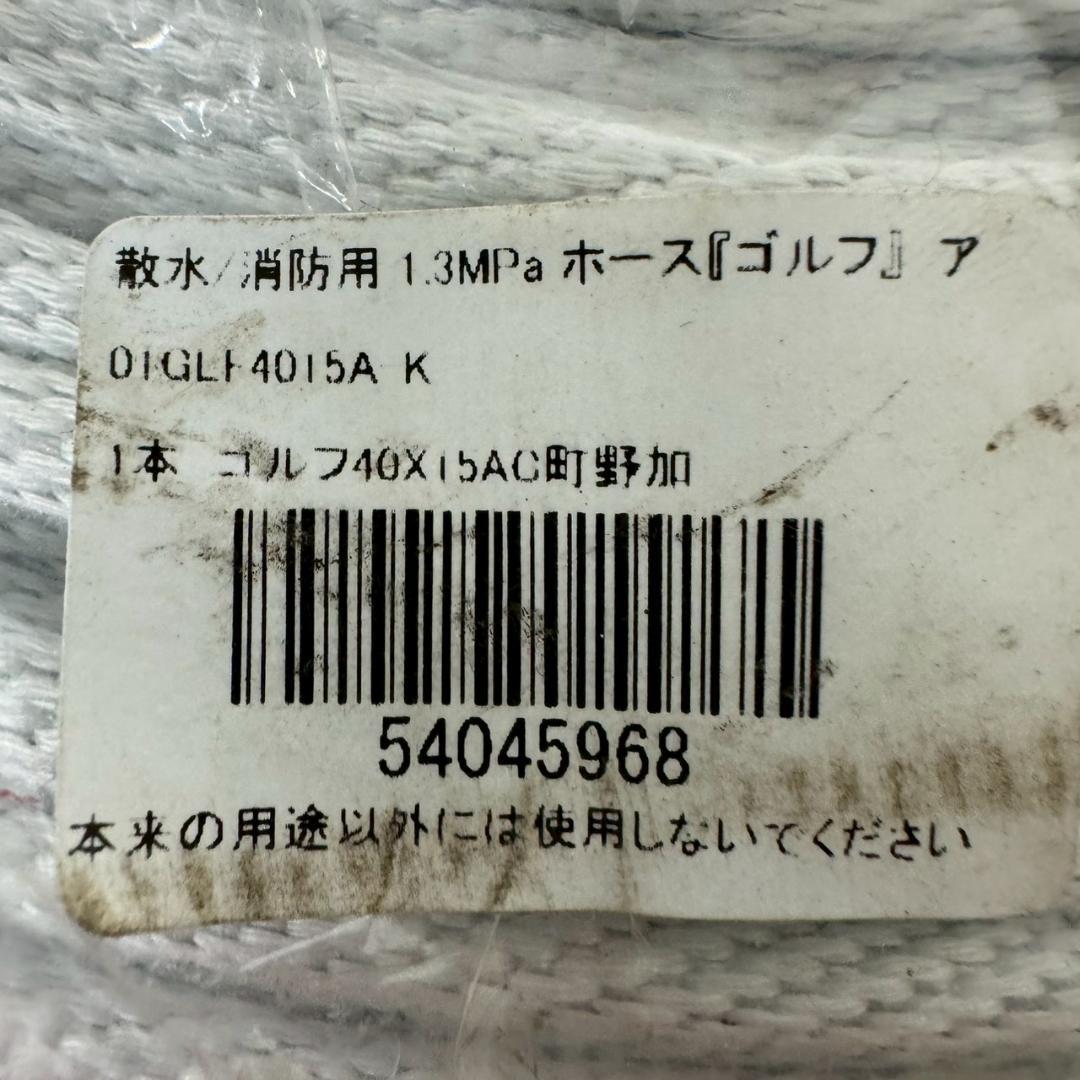 散水/消防用 1.3MPa ホース『ゴルフ』 ア
01GLF4015A K
1本 ゴルフ40X15AC町野加
54045968
本来の用途以外には使用しないでください